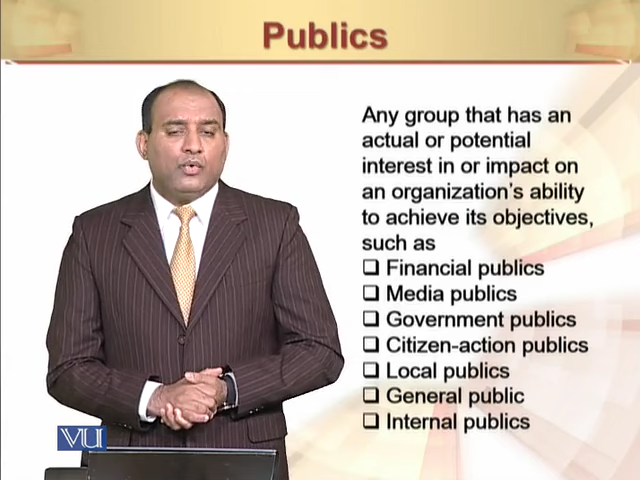 Publics
Any group that has an
actual or potential
interest in or impact on
an organization's ability
to achieve its objectives,
such as
❑ Financial publics
❑ Media publics
❑ Government publics
❑ Citizen-action publics
❑ Local publics
❑ General public
❑ Internal publics
VU